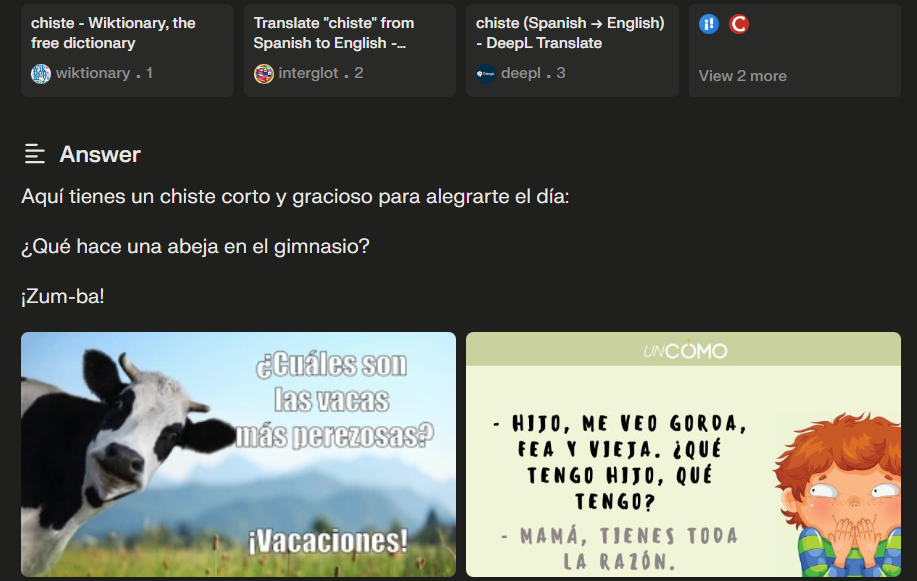 chiste - Wiktionary, the
free dictionary
wiktionary . 1
Translate "chiste" from
Spanish to English -...
interglot . 2
chiste (Spanish → English)
- DeepL Translate
deepl . 3
View 2 more
Answer
Aquí tienes un chiste corto y gracioso para alegrarte el día:
¿Qué hace una abeja en el gimnasio?
¡Zum-ba!
¿Cuáles son
las vacas
más perezosas?
¡Vacaciones!
UNCOMO
- HIJO, ME VEO GORDA,
FEA Y VIEJA. ¿QUÉ
TENGO HIJO, QUÉ
TENGO?
- MAMÁ, TIENES TODA
LA RAZÓN.